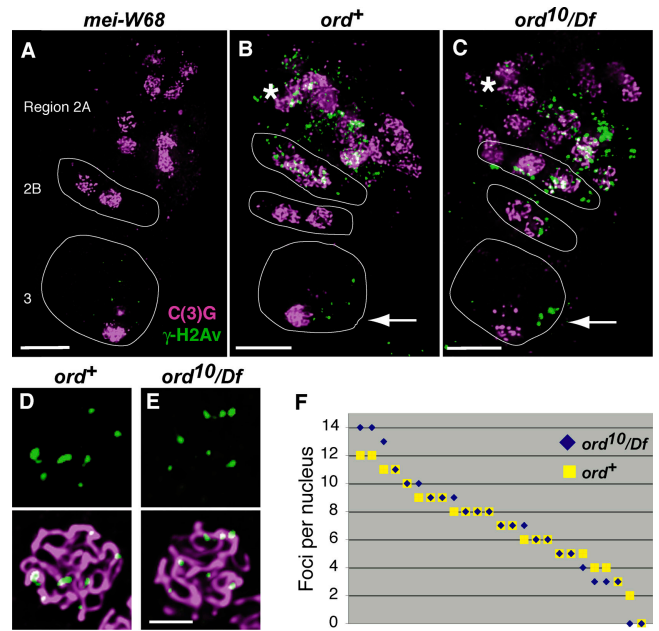 mei-W68 ord+ ord10/Df
A B C
*
*
Region 2A
2B
3
C(3)G
γ-H2Av
ord+ ord10/Df
D E F
14
12
10
8
6
4
2
0
Foci per nucleus
ord10/Df
ord+